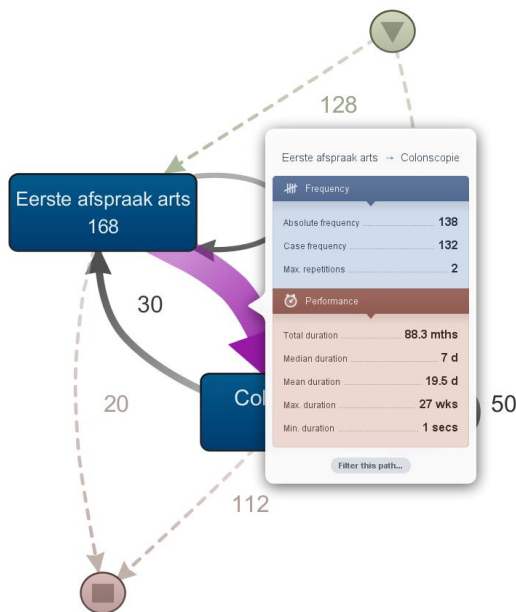 128
Eerste afspraak arts → Colonscopie
Frequency
Eerste afspraak arts
168
Absolute frequency 138
Case frequency 132
Max. repetitions 2
30
Performance
Total duration 88.3 mths
Median duration 7 d
Mean duration 19.5 d
Max. duration 27 wks
Min. duration 1 secs
20
Col
50
Filter this path...
112